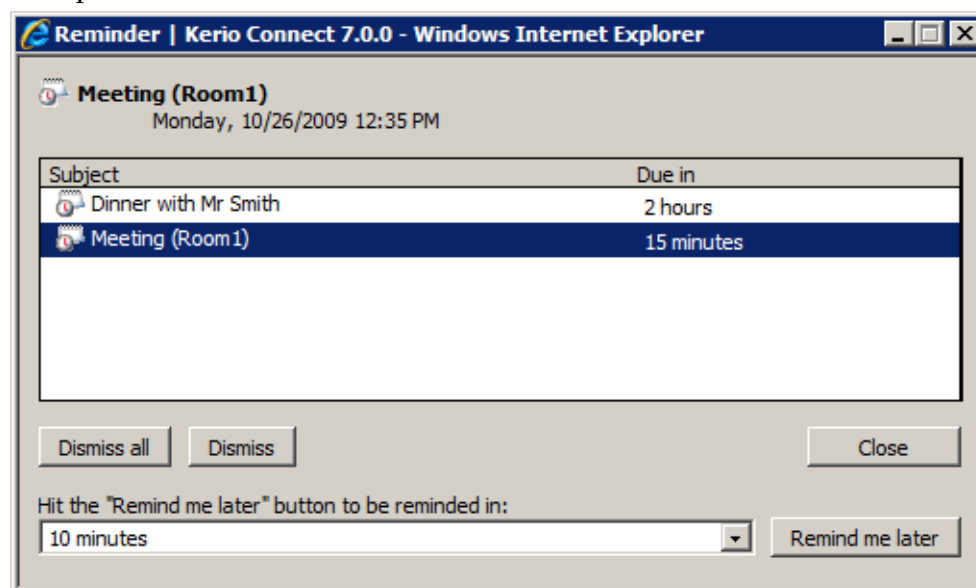 Reminder | Kerio Connect 7.0.0 - Windows Internet Explorer
Meeting (Room1)
Monday, 10/26/2009 12:35 PM
Subject Due in
Dinner with Mr Smith 2 hours
Meeting (Room1) 15 minutes
Dismiss all Dismiss Close
Hit the "Remind me later" button to be reminded in:
10 minutes Remind me later